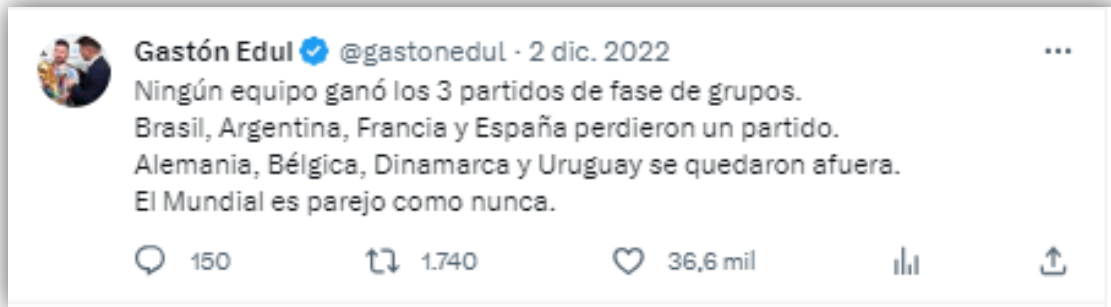 Gastón Edul @gastonedul · 2 dic. 2022
Ningún equipo ganó los 3 partidos de fase de grupos.
Brasil, Argentina, Francia y España perdieron un partido.
Alemania, Bélgica, Dinamarca y Uruguay se quedaron afuera.
El Mundial es parejo como nunca.
150 1.740 36,6 mil